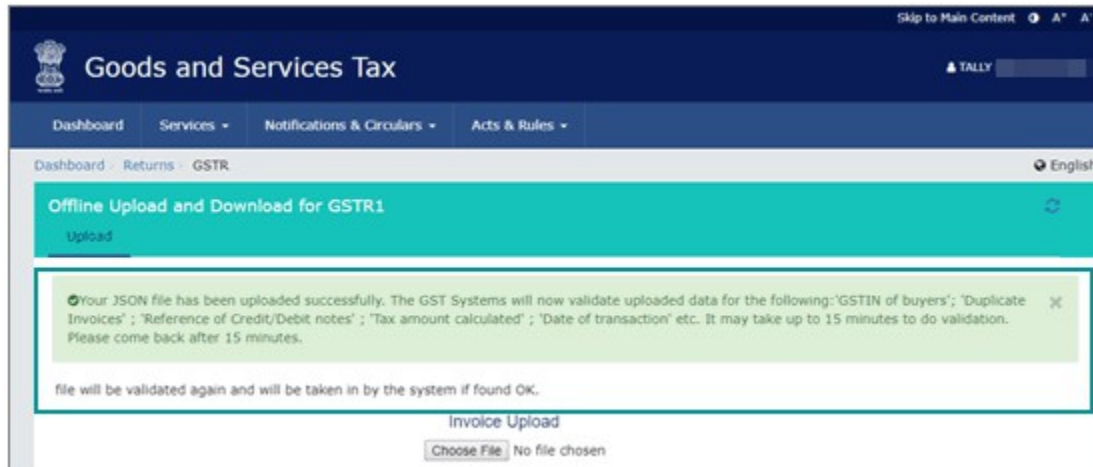 Skip to Main Content A+ A
Goods and Services Tax
TALLY
Dashboard Services Notifications & Circulars Acts & Rules
Dashboard Returns GSTR
English
Offline Upload and Download for GSTR1
Upload
Your JSON file has been uploaded successfully. The GST Systems will now validate uploaded data for the following:'GSTIN of buyers'; 'Duplicate
Invoices' ; 'Reference of Credit/Debit notes' ; 'Tax amount calculated' ; 'Date of transaction' etc. It may take up to 15 minutes to do validation.
Please come back after 15 minutes.
file will be validated again and will be taken in by the system if found OK.
Invoice Upload
Choose File No file chosen